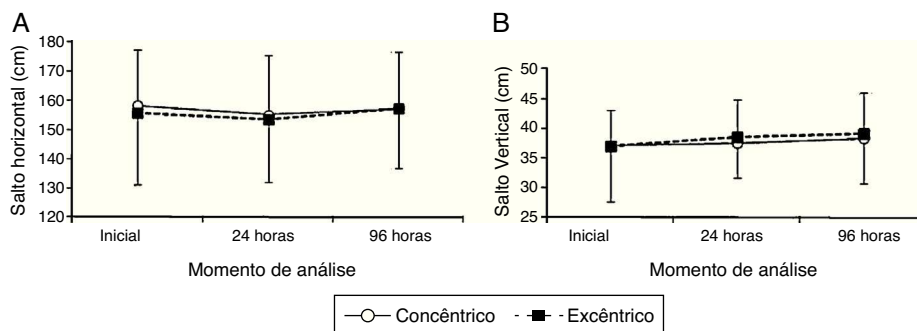 A
Salto horizontal (cm)
180
170
160
150
140
130
120
Inicial
24 horas
96 horas
Momento de análise
B
Salto Vertical (cm)
50
45
40
35
30
25
Inicial
24 horas
96 horas
Momento de análise
Concêntrico
Excêntrico